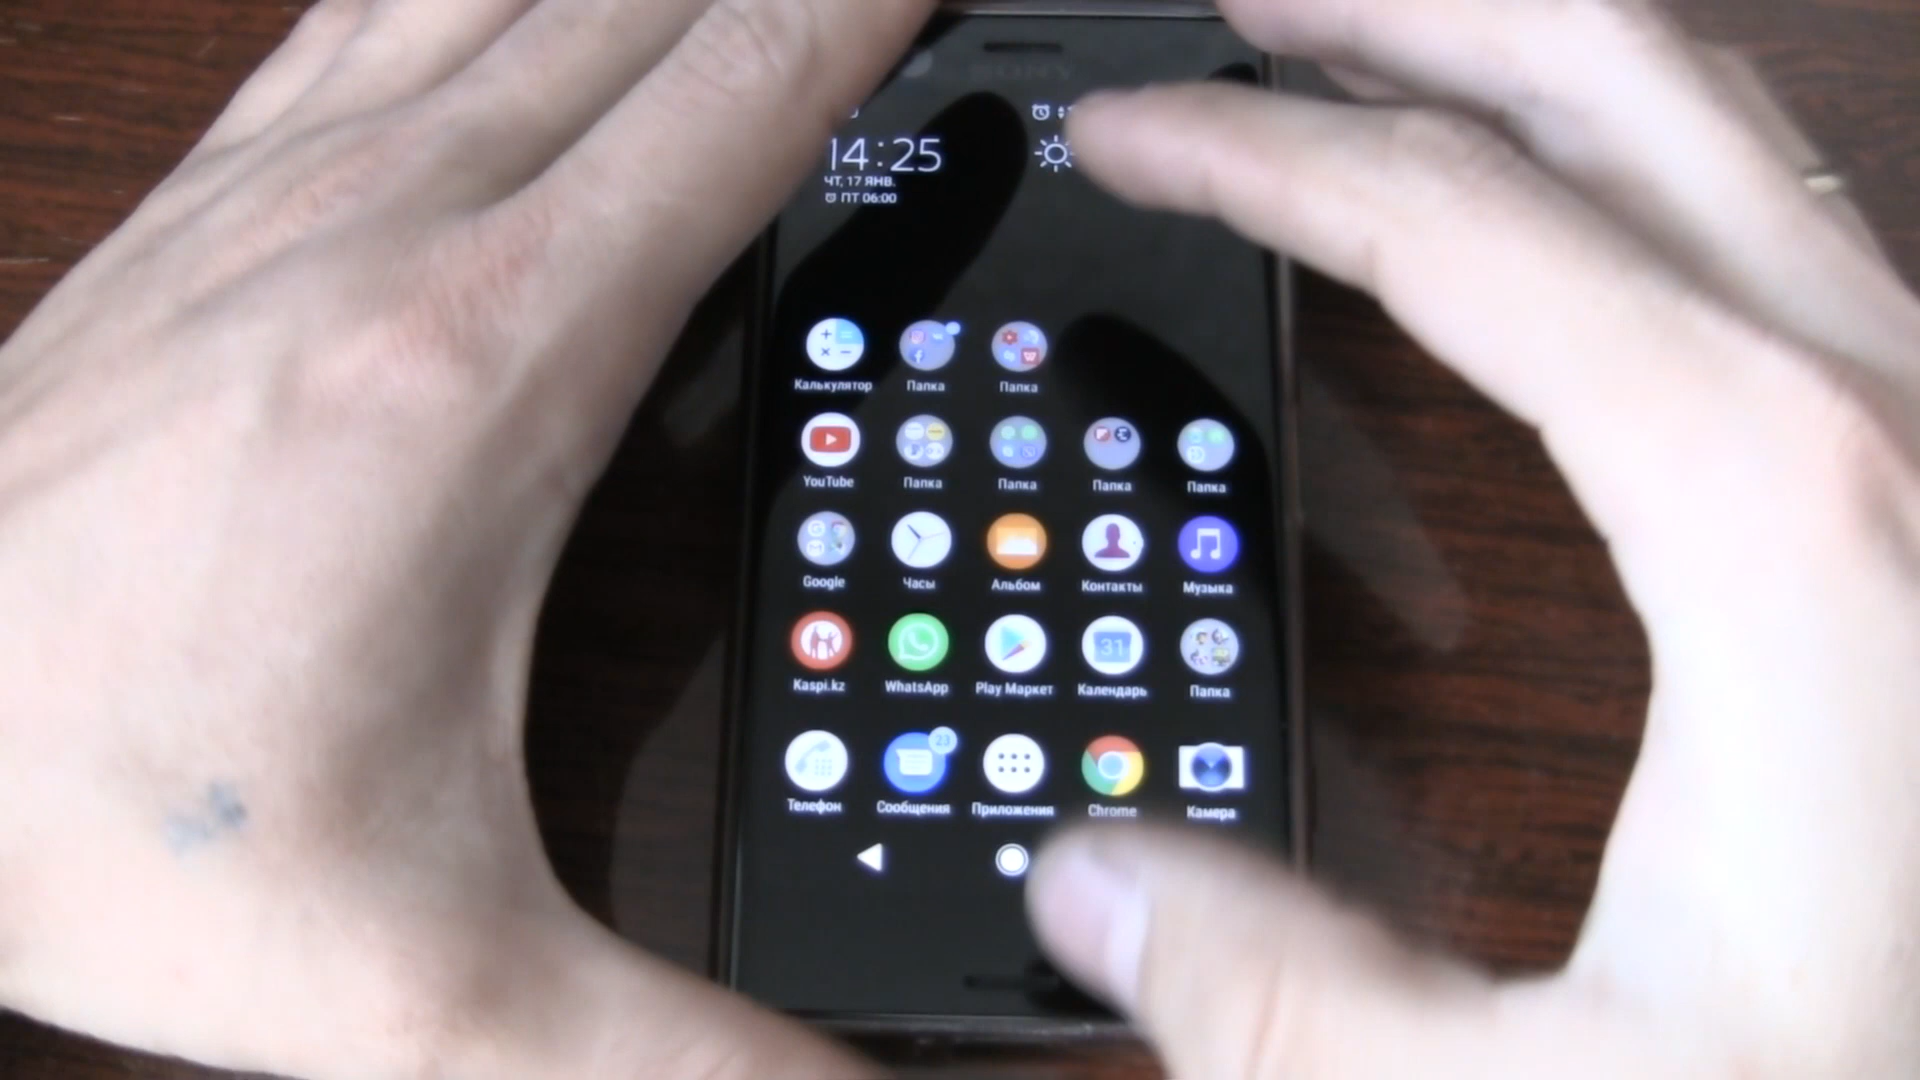 SONY
14:25
ЧТ, 17 ЯНВ.
ПТ 06:00
Калькулятор Папка Папка
YouTube Папка Папка Папка Папка
Google Часы Альбом Контакты Музыка
31
Kaspi.kz WhatsApp Play Маркет Календарь Папка
23
Телефон Сообщения Приложения Chrome Камера